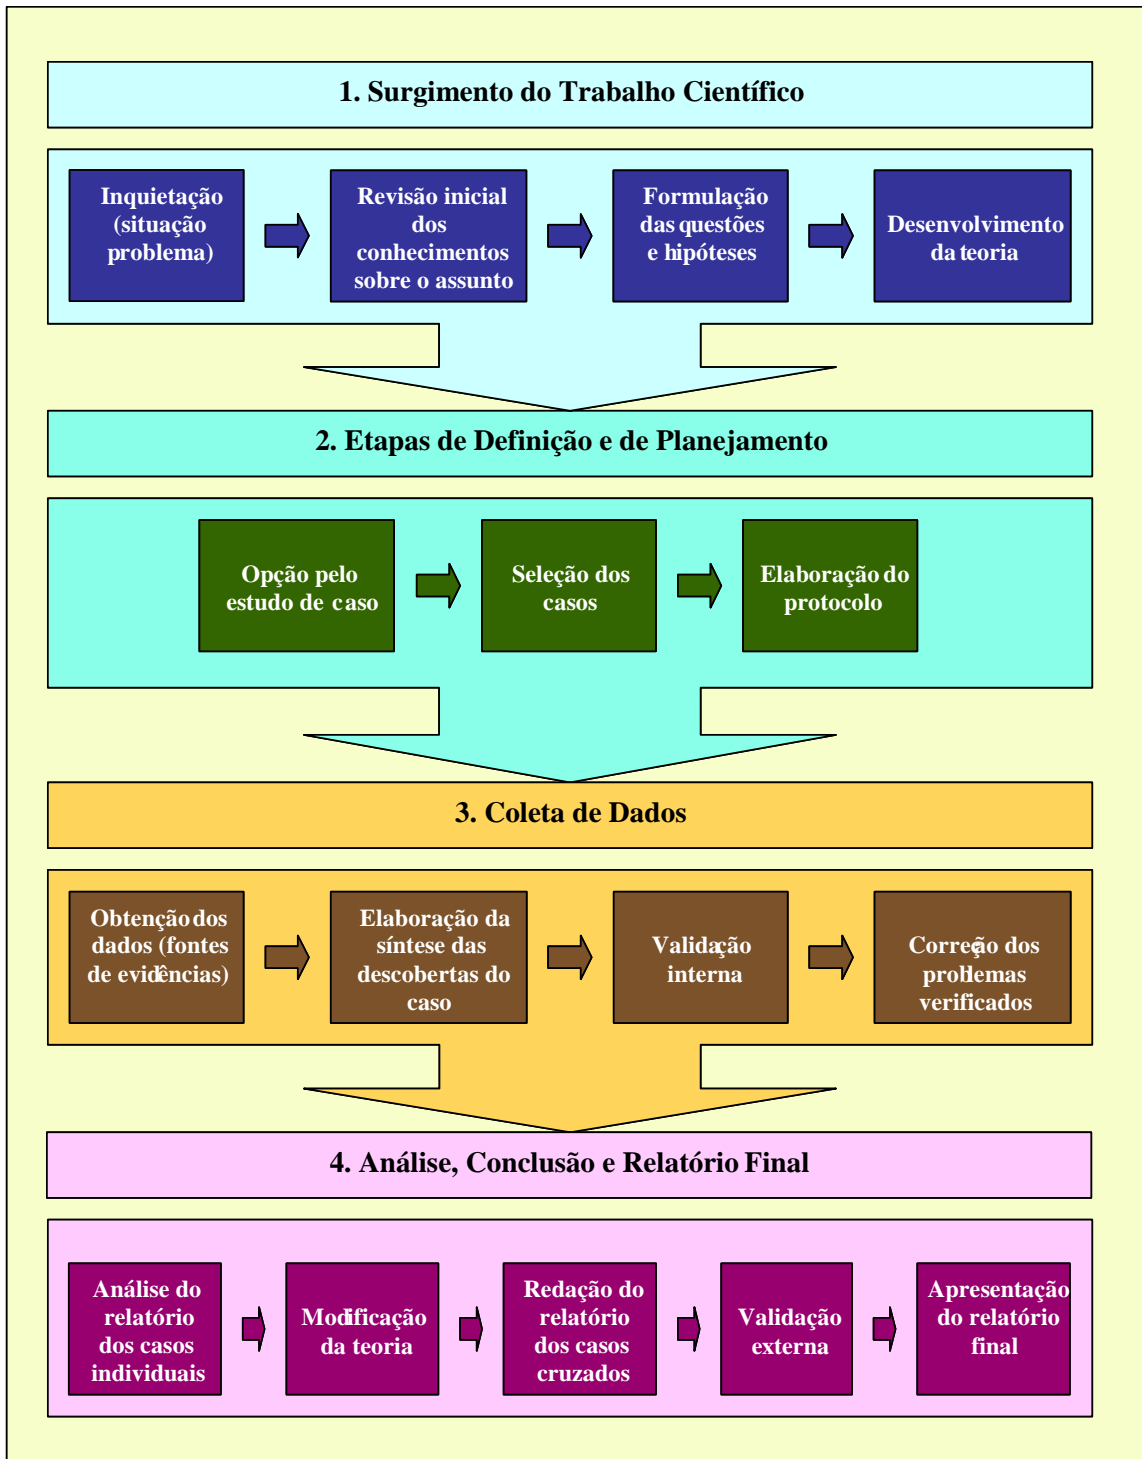 1. Surgimento do Trabalho Científico
Inquietação
(situação
problema)
Revisão inicial
dos
conhecimentos
sobre o assunto
Formulação
das questões
e hipóteses
Desenvolvimento
da teoria
2. Etapas de Definição e de Planejamento
Opção pelo
estudo de caso
Seleção dos
casos
Elaboração do
protocolo
3. Coleta de Dados
Obtenção dos
dados (fontes
de evidências)
Elaboração da
síntese das
descobertas do
caso
Validação
interna
Correção dos
problemas
verificados
4. Análise, Conclusão e Relatório Final
Análise do
relatório
dos casos
individuais
Modificação
da teoria
Redação do
relatório
dos casos
cruzados
Validação
externa
Apresentação
do relatório
final